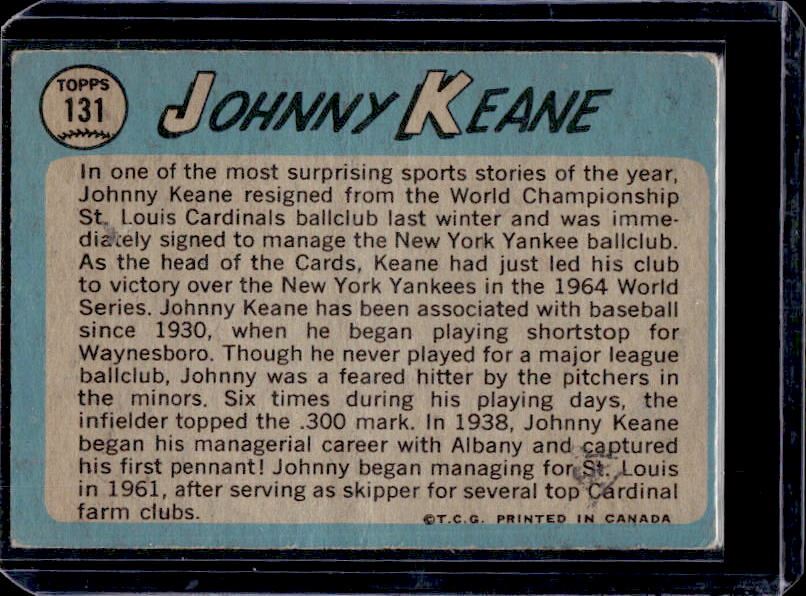 TOPPS
131
JOHNNY KEANE
In one of the most surprising sports stories of the year,
Johnny Keane resigned from the World Championship
St. Louis Cardinals ballclub last winter and was imme-
diately signed to manage the New York Yankee ballclub.
As the head of the Cards, Keane had just led his club
to victory over the New York Yankees in the 1964 World
Series. Johnny Keane has been associated with baseball
since 1930, when he began playing shortstop for
Waynesboro. Though he never played for a major league
ballclub, Johnny was a feared hitter by the pitchers in
the minors. Six times during his playing days, the
infielder topped the .300 mark. In 1938, Johnny Keane
began his managerial career with Albany and captured
his first pennant! Johnny began managing for St. Louis
in 1961, after serving as skipper for several top Cardinal
farm clubs.
©T.C.G. PRINTED IN CANADA